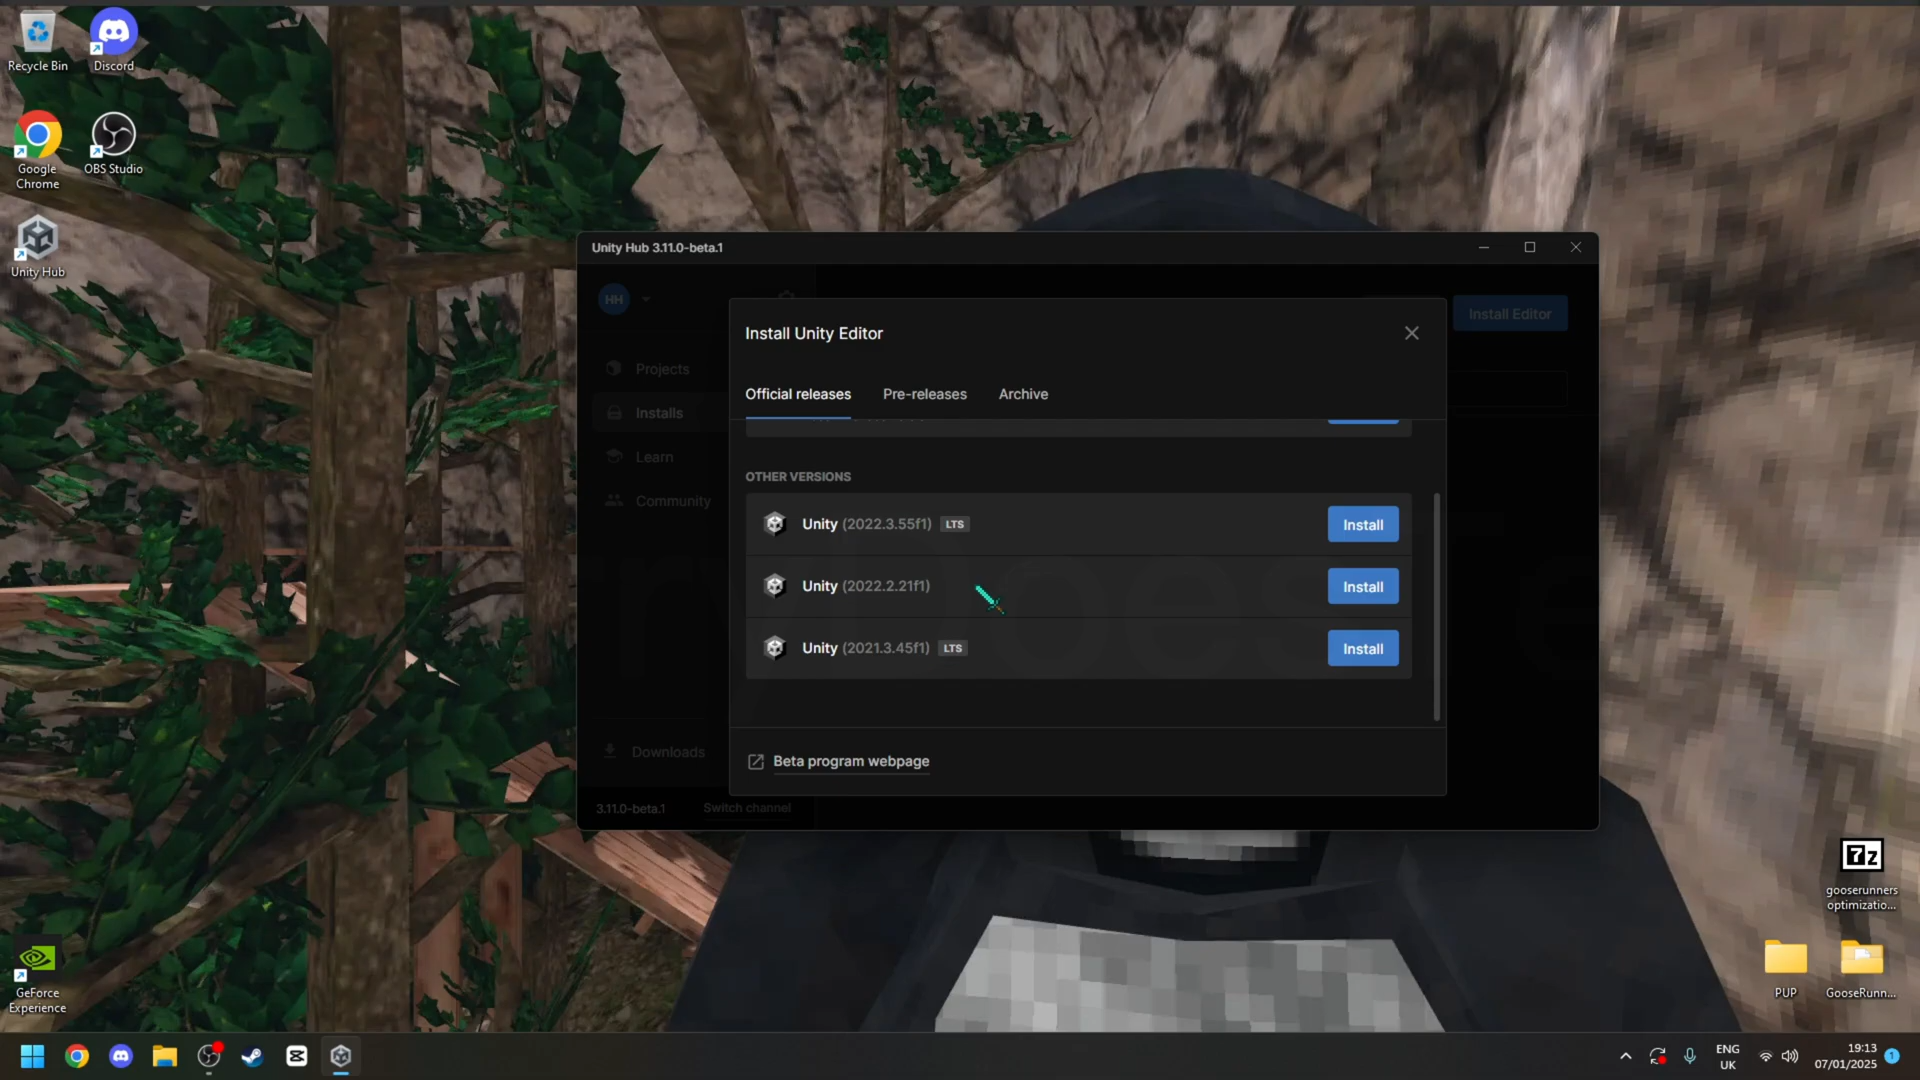 Recycle Bin
Discord
Google
Chrome
OBS Studio
Unity Hub
GeForce
Experience
Unity Hub 3.11.0-beta.1
HH
Install Editor
Projects
Installs
Learn
Community
Downloads
3.11.0-beta.1
Switch channel
Install Unity Editor
Official releases
Pre-releases
Archive
OTHER VERSIONS
Unity (2022.3.55f1) LTS
Install
Unity (2022.2.21f1)
Install
Unity (2021.3.45f1) LTS
Install
Beta program webpage
7z
gooserunners
optimizatio...
PUP
GooseRunn...
ENG
UK
19:13
07/01/2025
1